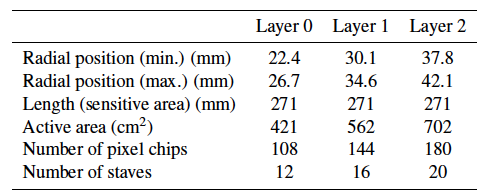 Layer 0 Layer 1 Layer 2
Radial position (min.) (mm) 22.4 30.1 37.8
Radial position (max.) (mm) 26.7 34.6 42.1
Length (sensitive area) (mm) 271 271 271
Active area (cm²) 421 562 702
Number of pixel chips 108 144 180
Number of staves 12 16 20